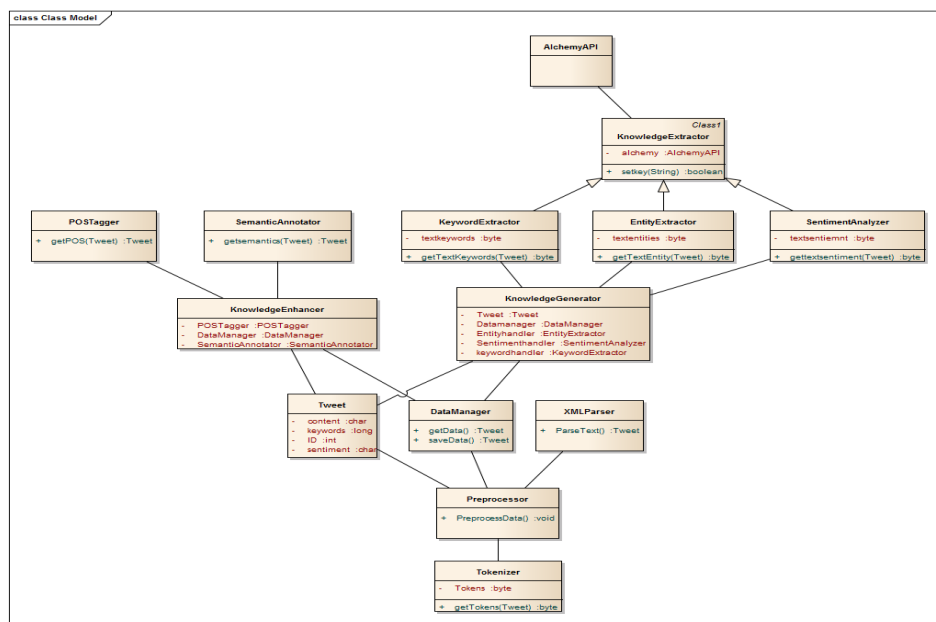 class Class Model
AlchemyAPI
Class1
KnowledgeExtractor
- alchemy :AlchemyAPI
+ setkey(String) :boolean
POSTagger
+ getPOS(Tweet) :Tweet
SemanticAnnotator
+ getsemantics(Tweet) :Tweet
KeywordExtractor
- textkeywords :byte
+ getTextKeywords(Tweet) :byte
EntityExtractor
- textentities :byte
+ getTextEntity(Tweet) :byte
SentimentAnalyzer
- textsentiemnt :byte
+ gettextsentiment(Tweet) :byte
KnowledgeEnhancer
- POSTagger :POSTagger
- DataManager :DataManager
- SemanticAnnotator :SemanticAnnotator
KnowledgeGenerator
- Tweet :Tweet
- Datamanager :DataManager
- Entityhandler :EntityExtractor
- Sentimenthandler :SentimentAnalyzer
- keywordhandler :KeywordExtractor
Tweet
- content :char
- keywords :long
- ID :int
- sentiment :char
DataManager
+ getData() :Tweet
+ saveData() :Tweet
XMLParser
+ ParseText() :Tweet
Preprocessor
+ PreprocessData() :void
Tokenizer
- Tokens :byte
+ getTokens(Tweet) :byte